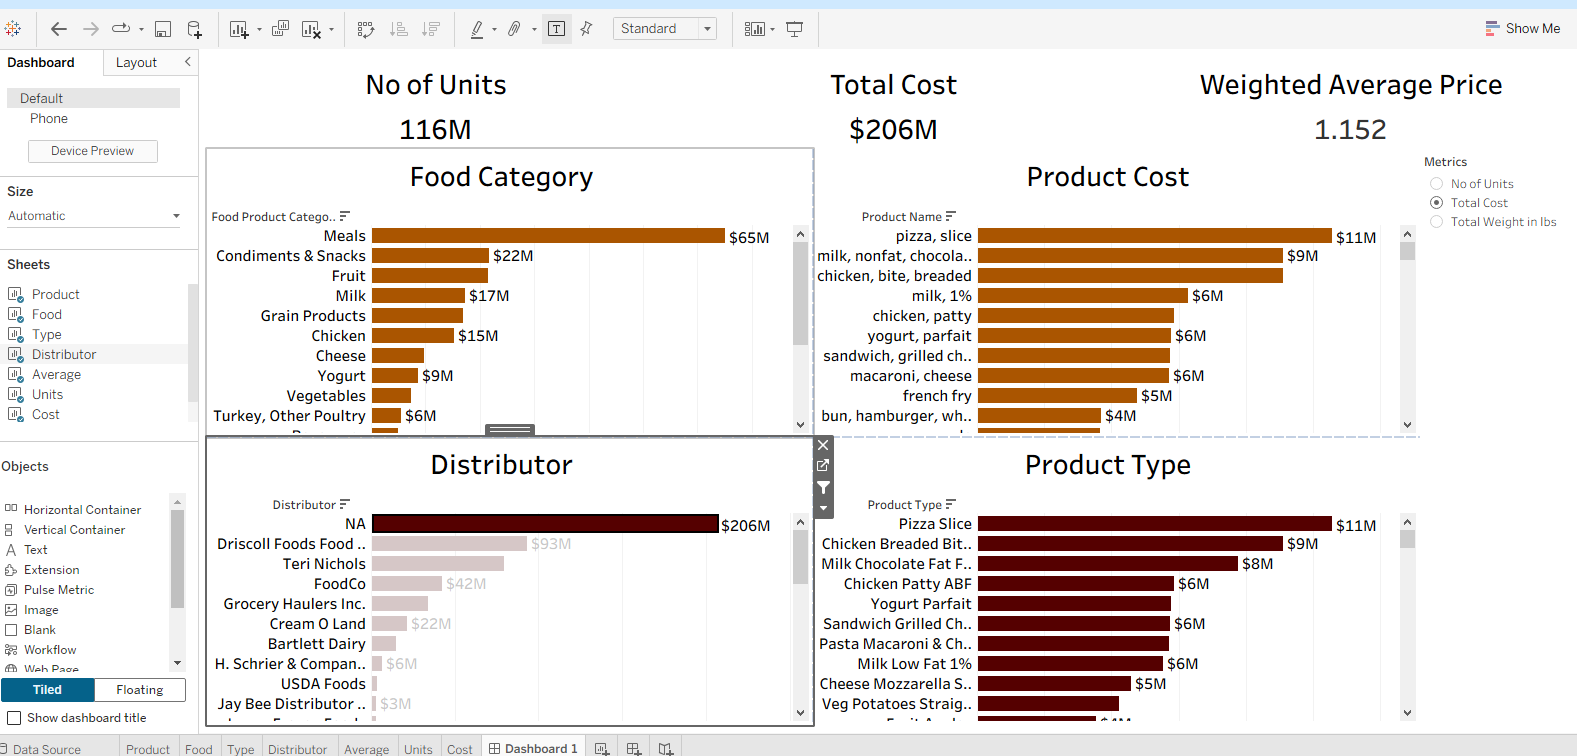 Standard
Show Me
Dashboard
Layout
Default
Phone
Device Preview
Size
Automatic
Sheets
Product
Food
Type
Distributor
Average
Units
Cost
Objects
Horizontal Container
Vertical Container
Text
Extension
Pulse Metric
Image
Blank
Workflow
Web Page
Tiled
Floating
Show dashboard title
No of Units
116M
Total Cost
$206M
Weighted Average Price
1.152
Food Category
Food Product Catego..
Meals $65M
Condiments & Snacks $22M
Fruit
Milk $17M
Grain Products
Chicken $15M
Cheese
Yogurt $9M
Vegetables
Turkey, Other Poultry $6M
Product Cost
Product Name
pizza, slice $11M
milk, nonfat, chocola.. $9M
chicken, bite, breaded
milk, 1% $6M
chicken, patty
yogurt, parfait $6M
sandwich, grilled ch..
macaroni, cheese $6M
french fry $5M
bun, hamburger, wh.. $4M
Metrics
No of Units
Total Cost
Total Weight in lbs
Distributor
Distributor
NA $206M
Driscoll Foods Food .. $93M
Teri Nichols
FoodCo $42M
Grocery Haulers Inc.
Cream O Land $22M
Bartlett Dairy
H. Schrier & Compan.. $6M
USDA Foods
Jay Bee Distributor .. $3M
Product Type
Product Type
Pizza Slice $11M
Chicken Breaded Bit.. $9M
Milk Chocolate Fat F.. $8M
Chicken Patty ABF $6M
Yogurt Parfait
Sandwich Grilled Ch.. $6M
Pasta Macaroni & Ch..
Milk Low Fat 1% $6M
Cheese Mozzarella S.. $5M
Veg Potatoes Straig..
Data Source
Product
Food
Type
Distributor
Average
Units
Cost
Dashboard 1